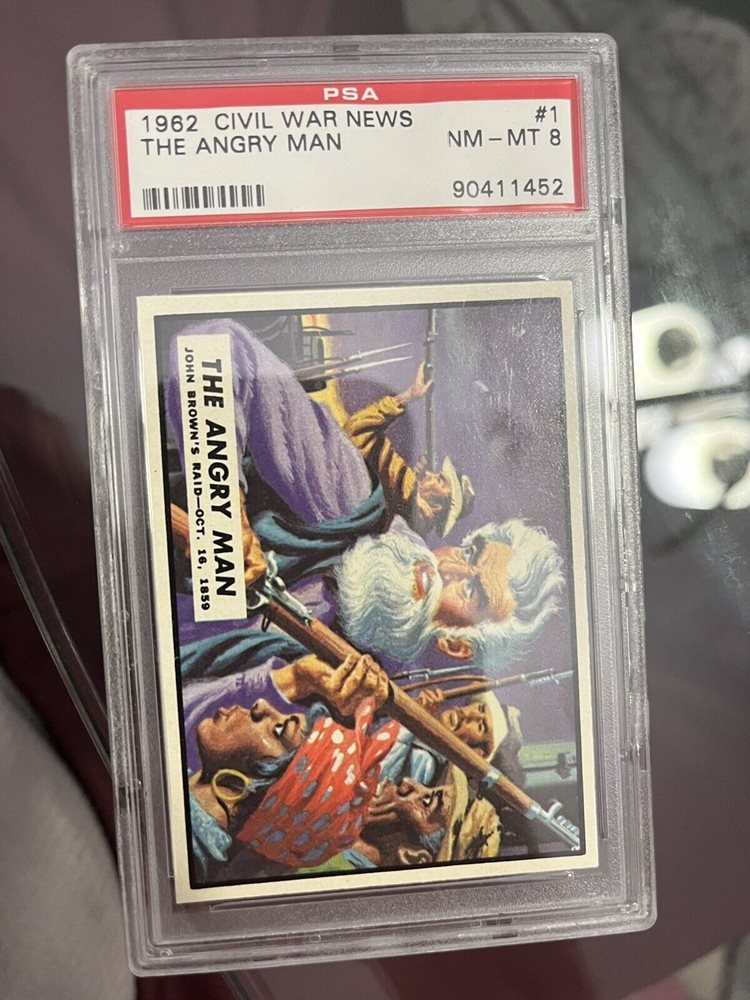 PSA
1962 CIVIL WAR NEWS #1
THE ANGRY MAN NM-MT 8
90411452
THE ANGRY MAN
JOHN BROWN'S RAID—OCT. 16, 1859